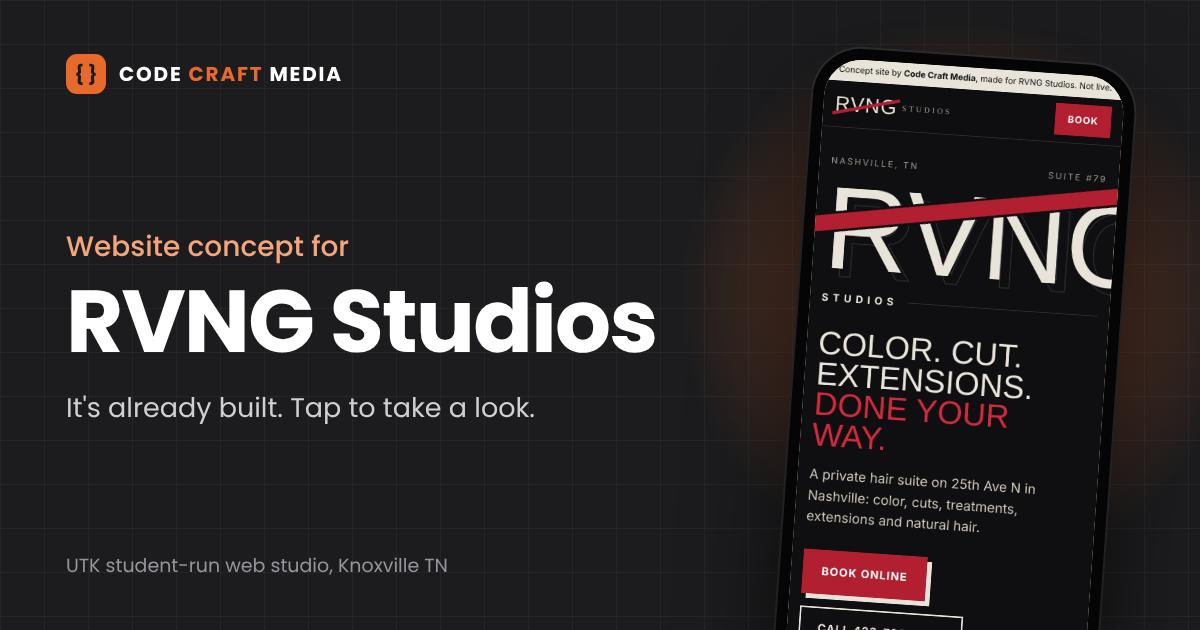 { } CODE CRAFT MEDIA
Website concept for
RVNG Studios
It's already built. Tap to take a look.
UTK student-run web studio, Knoxville TN
Concept site by Code Craft Media, made for RVNG Studios. Not live.
RVNG STUDIOS
BOOK
NASHVILLE, TN
SUITE #79
RVNG
STUDIOS
COLOR. CUT.
EXTENSIONS.
DONE YOUR
WAY.
A private hair suite on 25th Ave N in
Nashville: color, cuts, treatments,
extensions and natural hair.
BOOK ONLINE
CALL